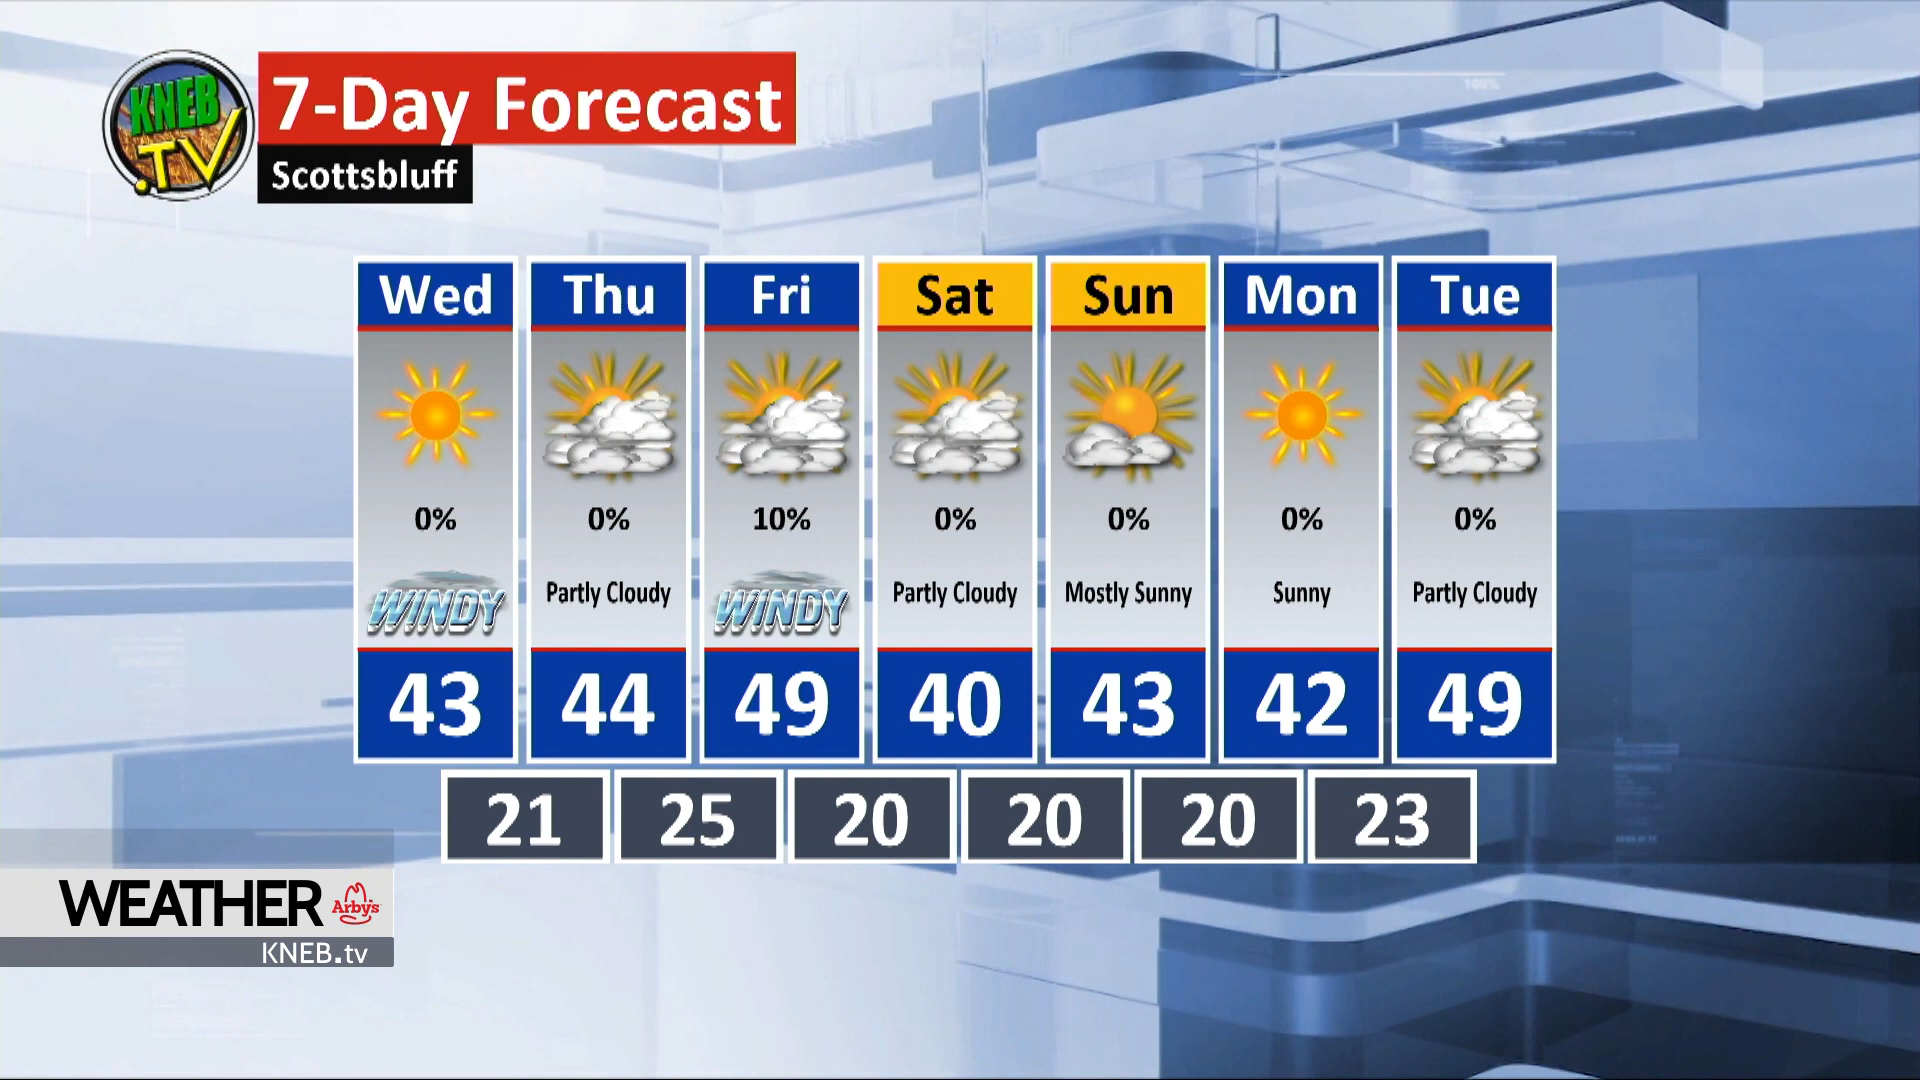 KNEB
.TV
7-Day Forecast
Scottsbluff
100%
Wed Thu Fri Sat Sun Mon Tue
0% 0% 10% 0% 0% 0% 0%
WINDY Partly Cloudy WINDY Partly Cloudy Mostly Sunny Sunny Partly Cloudy
43 44 49 40 43 42 49
21 25 20 20 20 23
WEATHER Arby's
KNEB.tv